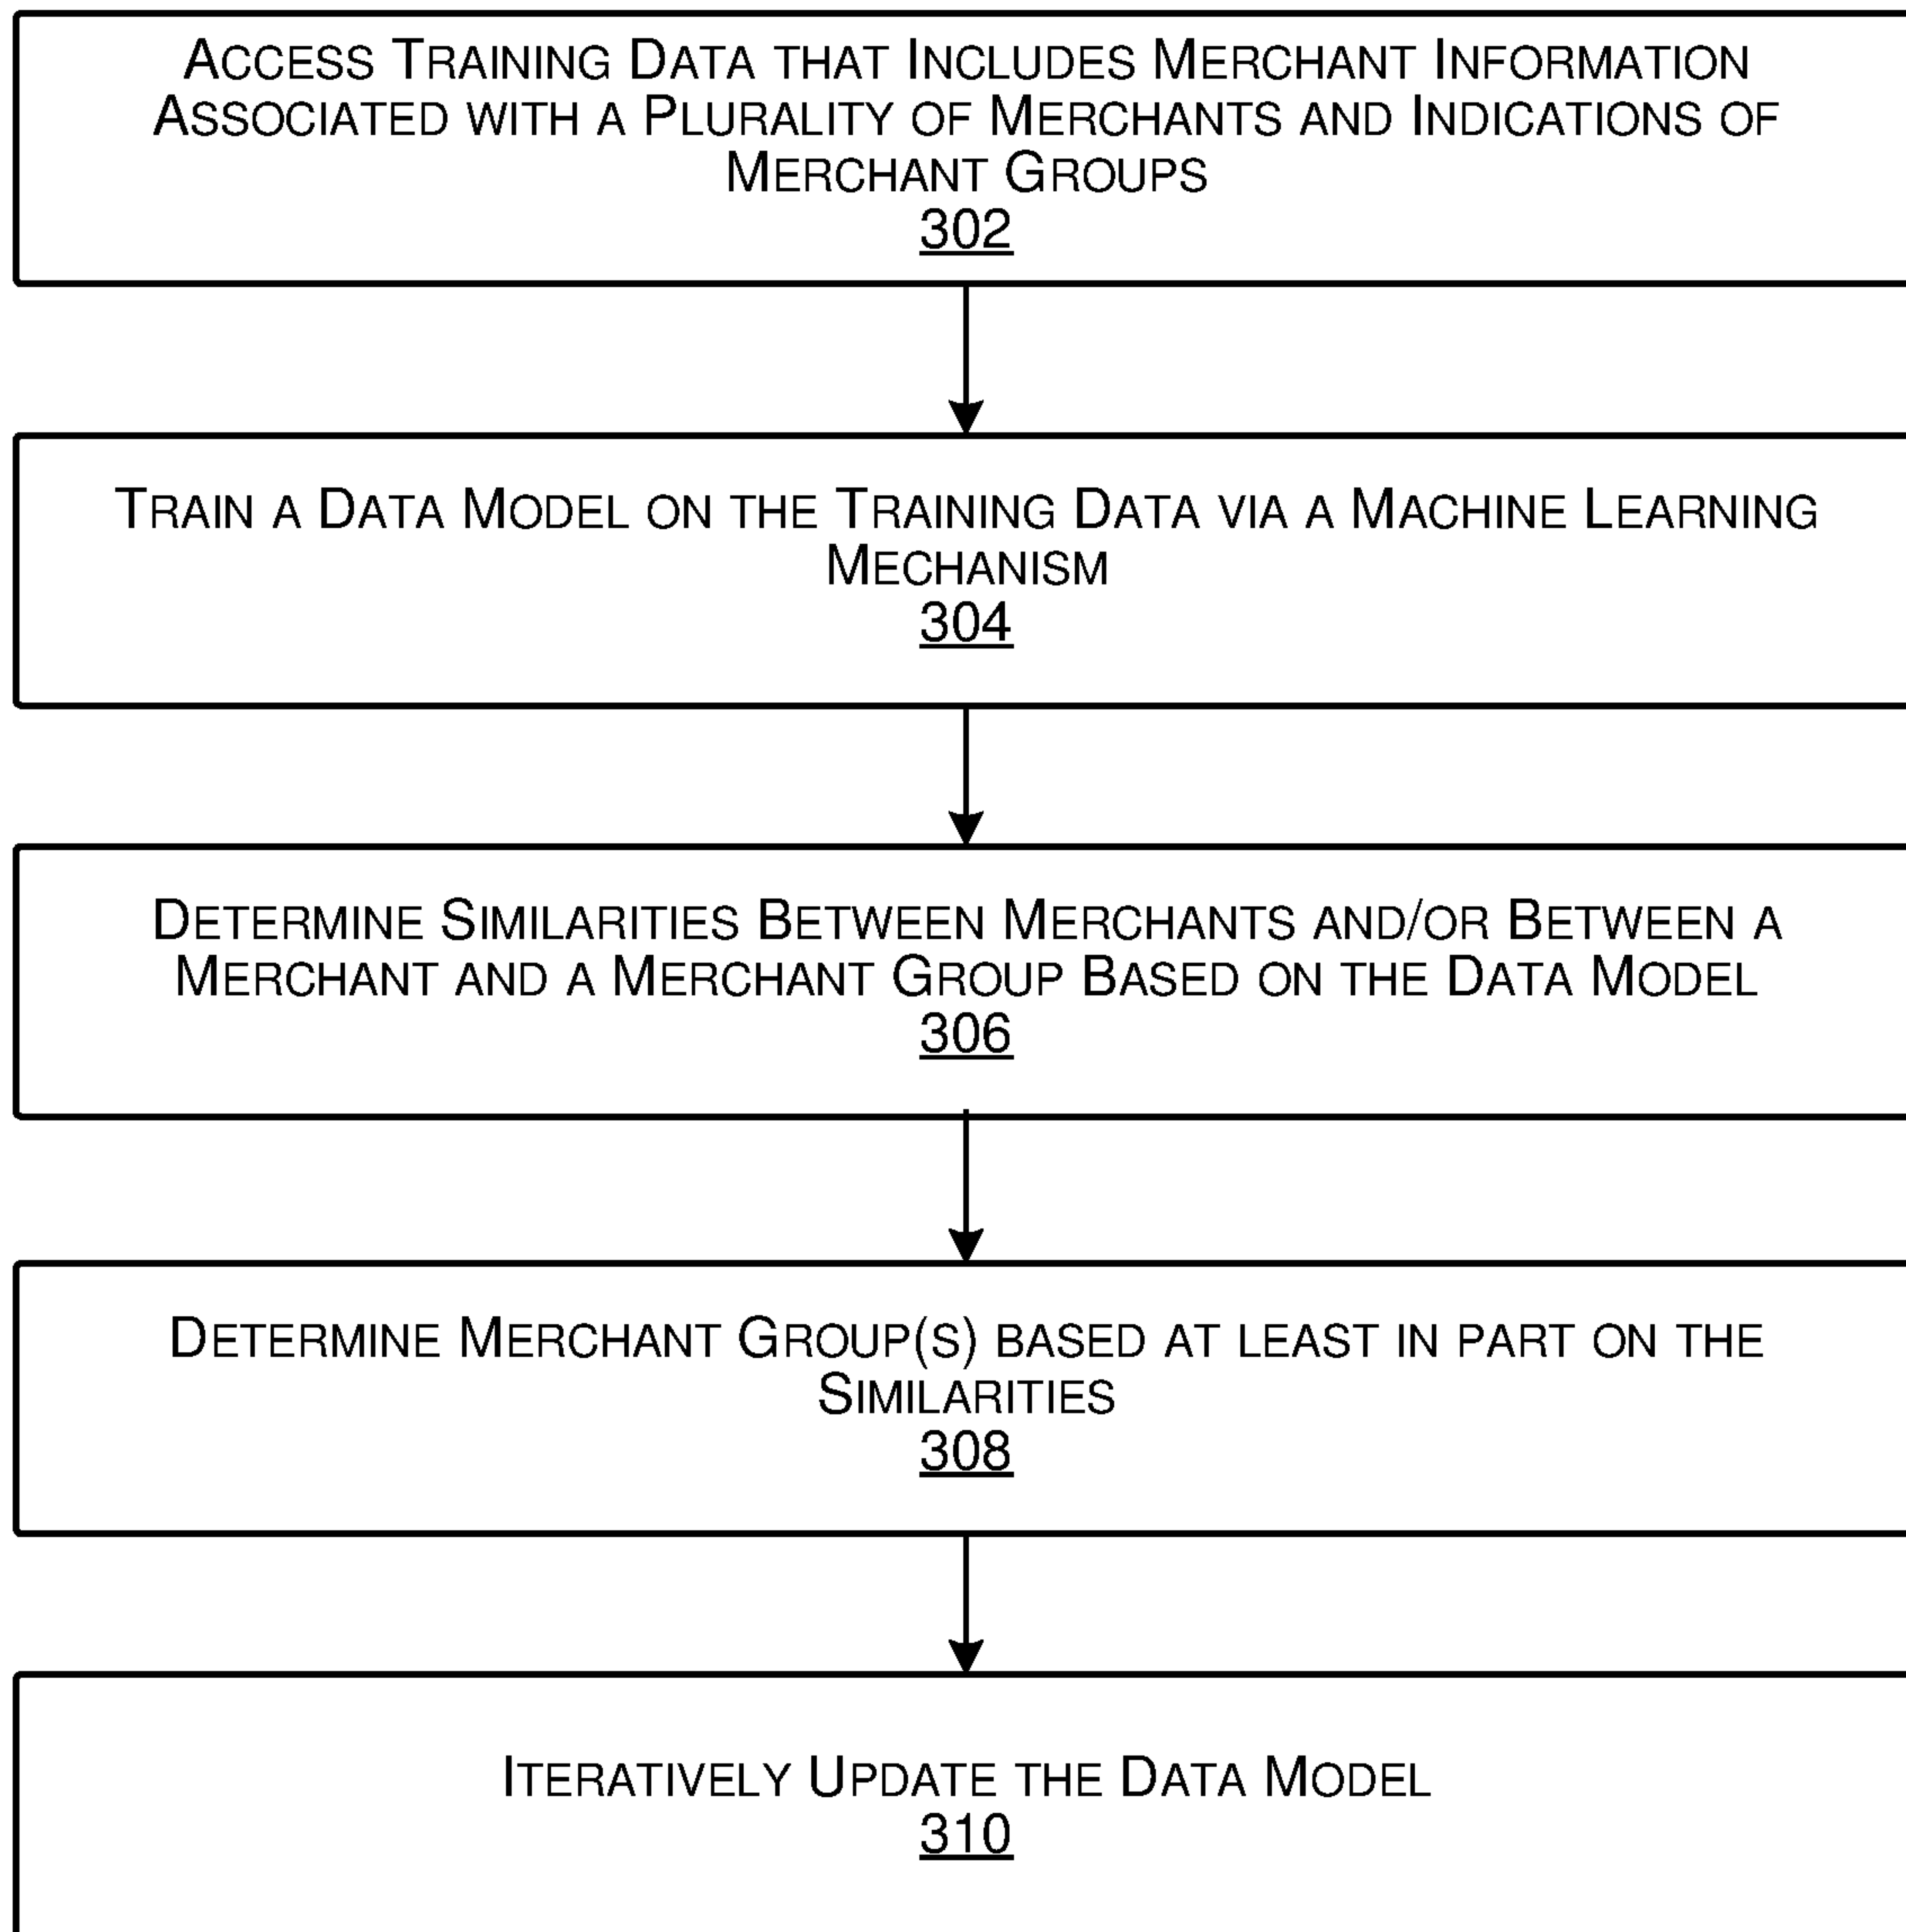 Access Training Data that Includes Merchant Information
Associated with a Plurality of Merchants and Indications of
Merchant Groups
302
Train a Data Model on the Training Data via a Machine Learning
Mechanism
304
Determine Similarities Between Merchants and/or Between a
Merchant and a Merchant Group Based on the Data Model
306
Determine Merchant Group(s) based at least in part on the
Similarities
308
Iteratively Update the Data Model
310